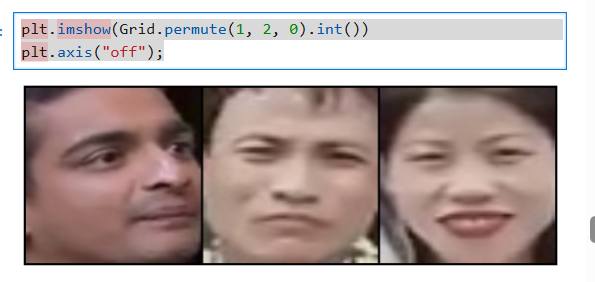 plt.imshow(Grid.permute(1, 2, 0).int())
plt.axis("off");